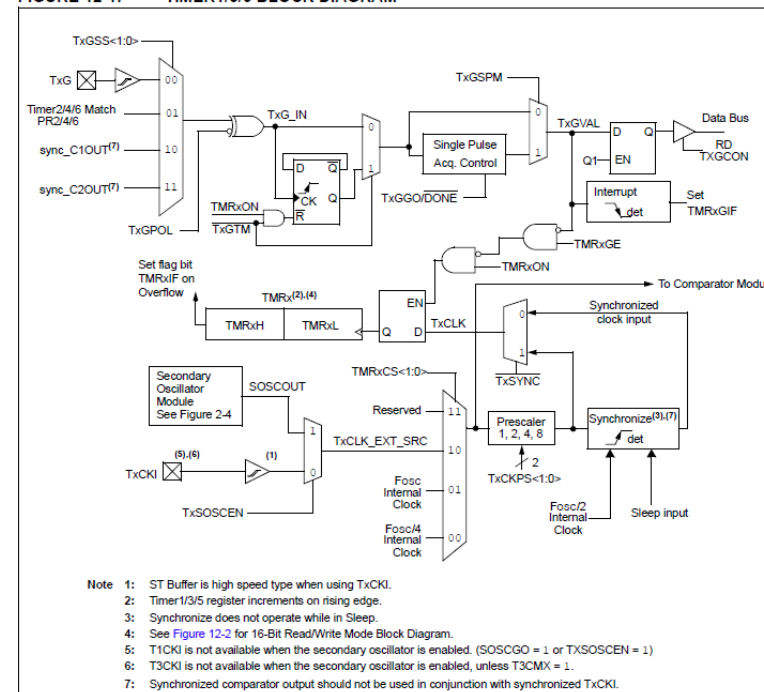 TxGSS<1:0>
TxG
00
Timer2/4/6 Match
PR2/4/6
01
sync_C1OUT(7)
10
sync_C2OUT(7)
11
TxGPOL
TxG_IN
D Q
CK Q
R
TMRxON
TxGTM
0
1
Single Pulse
Acq. Control
TxGGO/DONE
TxGSPM
0
1
TxGVAL
D Q
Q1 EN
Data Bus
RD
TXGCON
Interrupt
det
Set
TMRxGIF
TMRxGE
TMRxON
Set flag bit
TMRxIF on
Overflow
TMRx(2),(4)
TMRxH TMRxL
EN
Q D
TxCLK
To Comparator Modu
Synchronized
clock input
0
1
TxSYNC
Secondary
Oscillator
Module
See Figure 2-4
SOSCOUT
TMRxCS<1:0>
Reserved
11
Prescaler
1, 2, 4, 8
2
TxCKPS<1:0>
Synchronize(3),(7)
det
(5),(6)
TxCKI
(1)
1
0
TxCLK_EXT_SRC
10
TxSOSCEN
Fosc
Internal
Clock
01
Fosc/4
Internal
Clock
00
Fosc/2
Internal
Clock
Sleep input
Note 1: ST Buffer is high speed type when using TxCKI.
2: Timer1/3/5 register increments on rising edge.
3: Synchronize does not operate while in Sleep.
4: See Figure 12-2 for 16-Bit Read/Write Mode Block Diagram.
5: T1CKI is not available when the secondary oscillator is enabled. (SOSCGO = 1 or TXSOSCEN = 1)
6: T3CKI is not available when the secondary oscillator is enabled, unless T3CMX = 1.
7: Synchronized comparator output should not be used in conjunction with synchronized TxCKI.